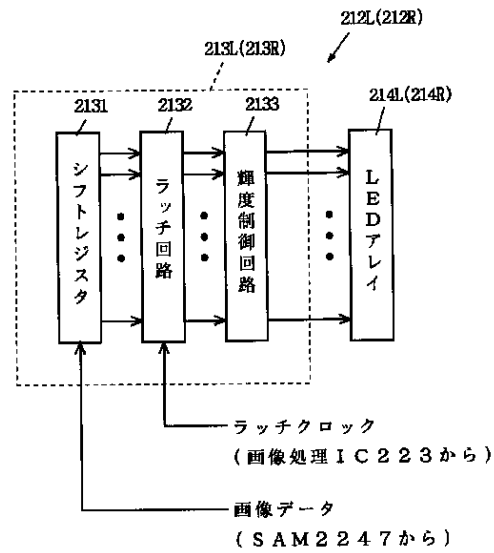 212L(212R)
213L(213R)
2131
2132
2133
214L(214R)
シフトレジスタ
ラッチ回路
輝度制御回路
LEDアレイ
ラッチクロック
(画像処理IC223から)
画像データ
(SAM2247から)